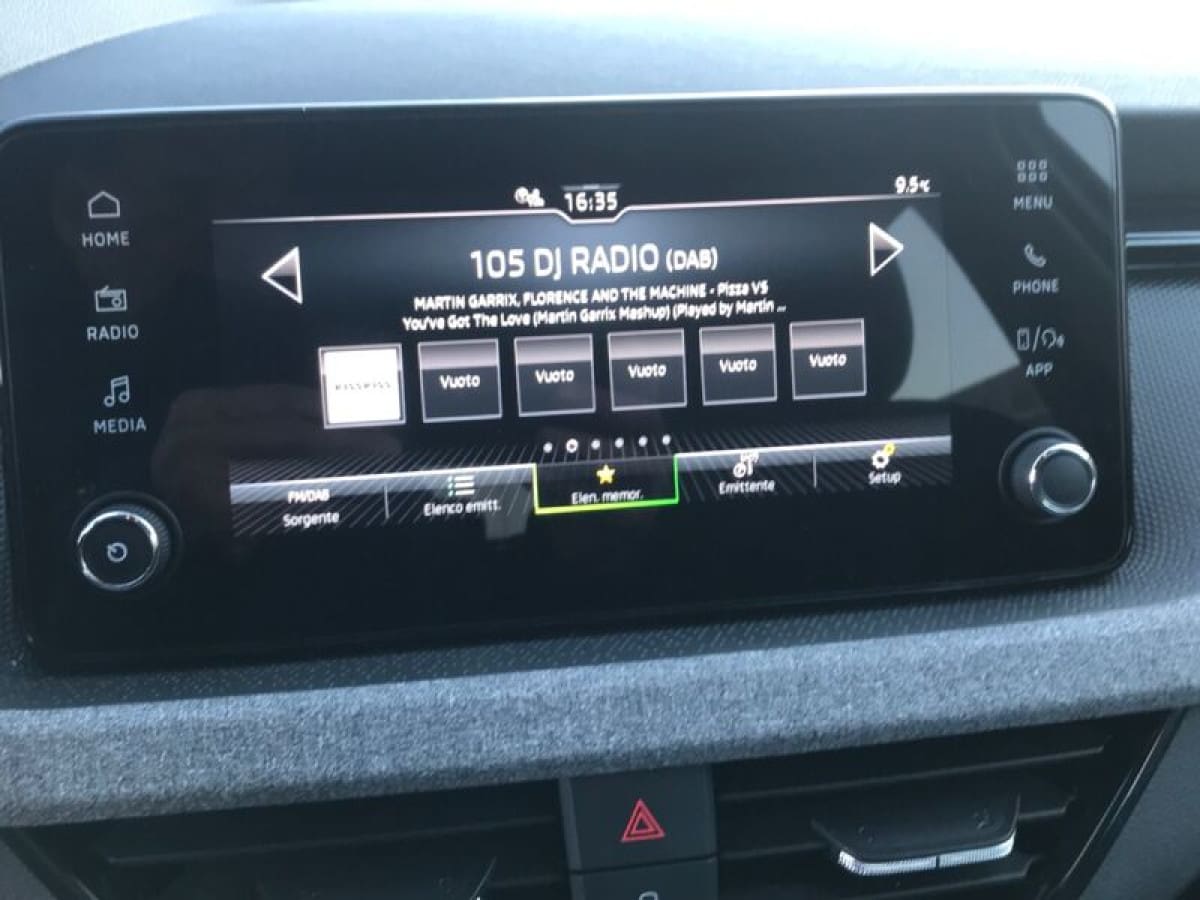 HOME
RADIO
MEDIA
16:35
9.5°C
105 DJ RADIO (DAB)
MARTIN GARRIX, FLORENCE AND THE MACHINE - Pizza V5
You've Got The Love (Martin Garrix Mashup) (Played by Martin ...
KISSKISS
Vuoto
Vuoto
Vuoto
Vuoto
Vuoto
FM/DAB
Sorgente
Elenco emitt.
Elen. memor.
Emittente
Setup
MENU
PHONE
APP